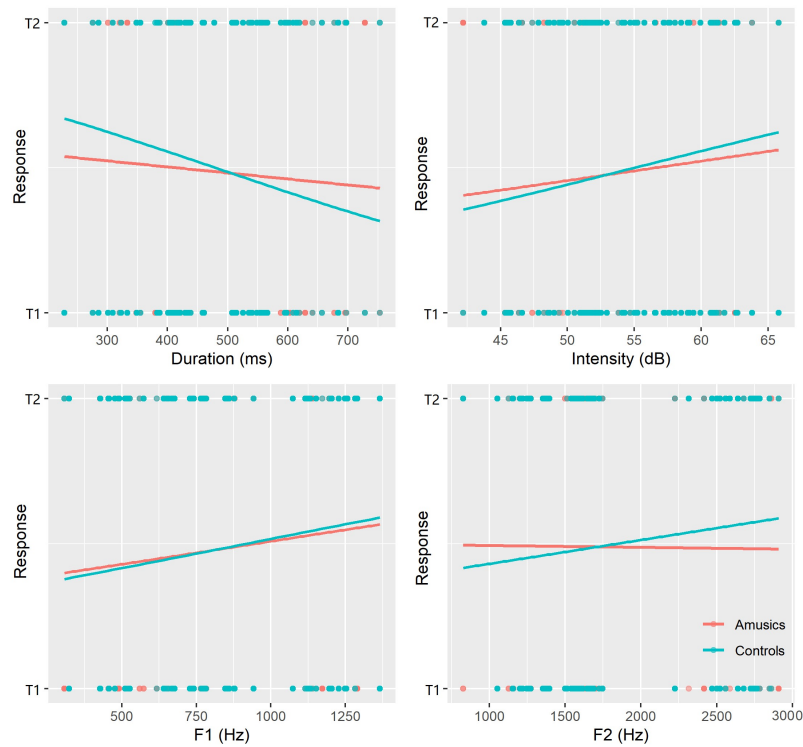 T2
Response
T1
300 400 500 600 700
Duration (ms)
T2
Response
T1
45 50 55 60 65
Intensity (dB)
T2
Response
T1
500 750 1000 1250
F1 (Hz)
T2
Response
T1
Amusics
Controls
1000 1500 2000 2500 3000
F2 (Hz)